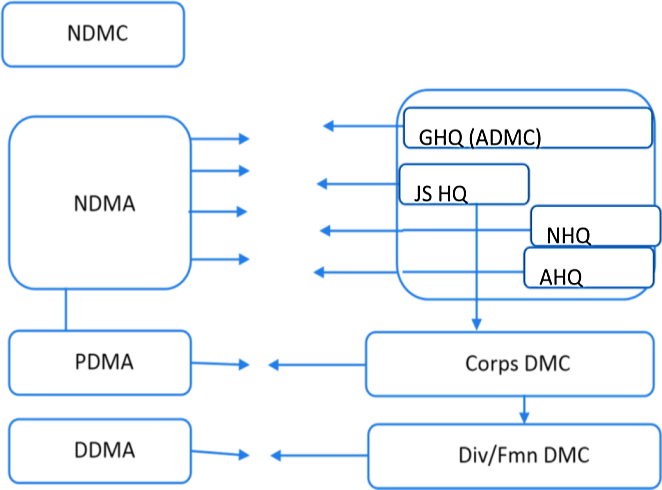 NDMC
GHQ (ADMC)
JS HQ
NDMA
NHQ
AHQ
PDMA
Corps DMC
DDMA
Div/Fmn DMC